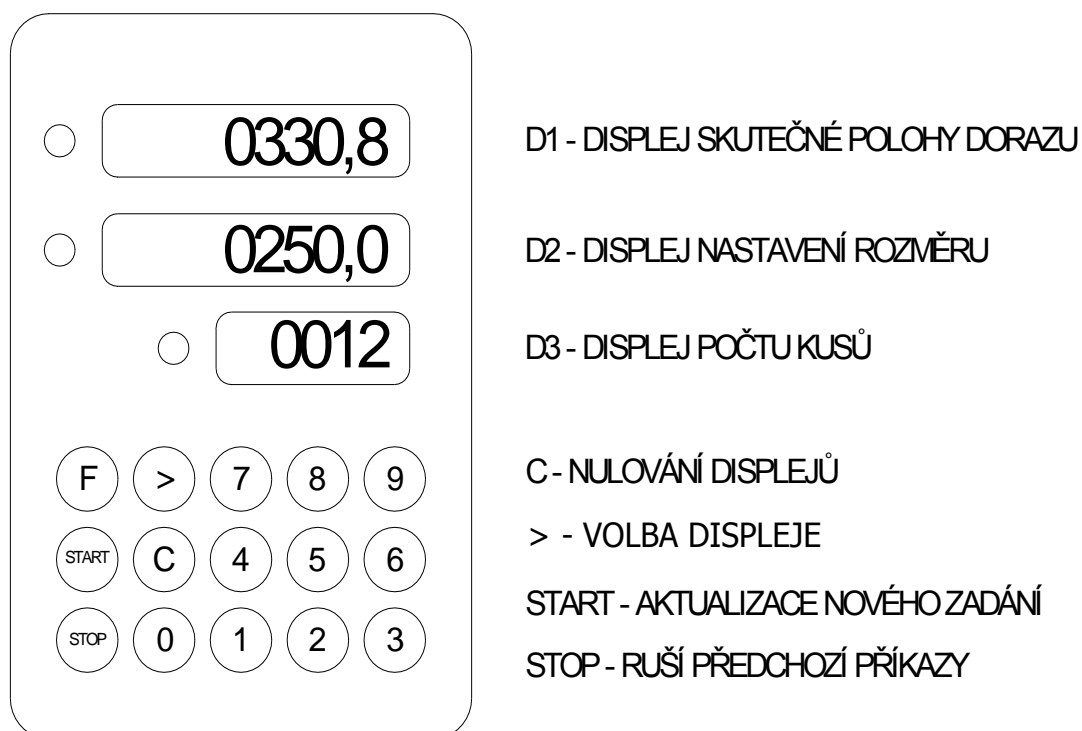 0330,8 D1 - DISPLEJ SKUTEČNÉ POLOHY DORAZU
0250,0 D2 - DISPLEJ NASTAVENÍ ROZMĚRU
0012 D3 - DISPLEJ POČTU KUSŮ
F > 7 8 9 C - NULOVÁNÍ DISPLEJŮ
> - VOLBA DISPLEJE
START C 4 5 6
START - AKTUALIZACE NOVÉHO ZADÁNÍ
STOP 0 1 2 3
STOP - RUŠÍ PŘEDCHOZÍ PŘÍKAZY